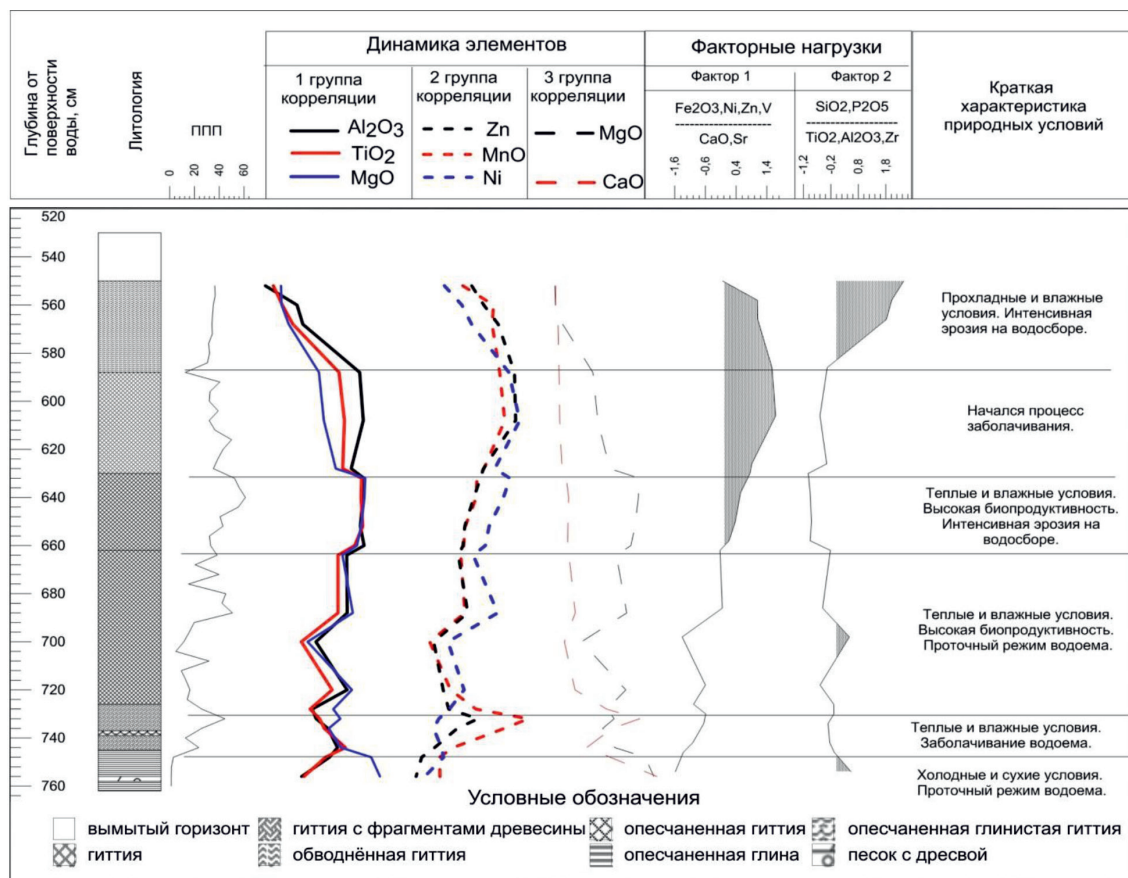 Глубина от
поверхности
воды, см
Литология
ППП
0 20 40 60
Динамика элементов
1 группа
корреляции
Al2O3
TiO2
MgO
2 группа
корреляции
Zn
MnO
Ni
3 группа
корреляции
MgO
CaO
Факторные нагрузки
Фактор 1
Fe2O3,Ni,Zn,V
CaO,Sr
-1,6 0,4 1,4
Фактор 2
SiO2,P2O5
TiO2,Al2O3,Zr
-1,2 0,8 1,8
Краткая
характеристика
природных условий
520
540
560
580
600
620
640
660
680
700
720
740
760
Прохладные и влажные
условия. Интенсивная
эрозия на водосборе.
Начался процесс
заболачивания.
Теплые и влажные условия.
Высокая биопродуктивность.
Интенсивная эрозия на
водосборе.
Теплые и влажные условия.
Высокая биопродуктивность.
Проточный режим водоема.
Теплые и влажные условия.
Заболачивание водоема.
Холодные и сухие условия.
Проточный режим водоема.
Условные обозначения
вымытый горизонт
гиттия с фрагментами древесины
опесчаненная гиттия
опесчаненная глинистая гиттия
гиттия
обводнённая гиттия
опесчаненная глина
песок с дресвой